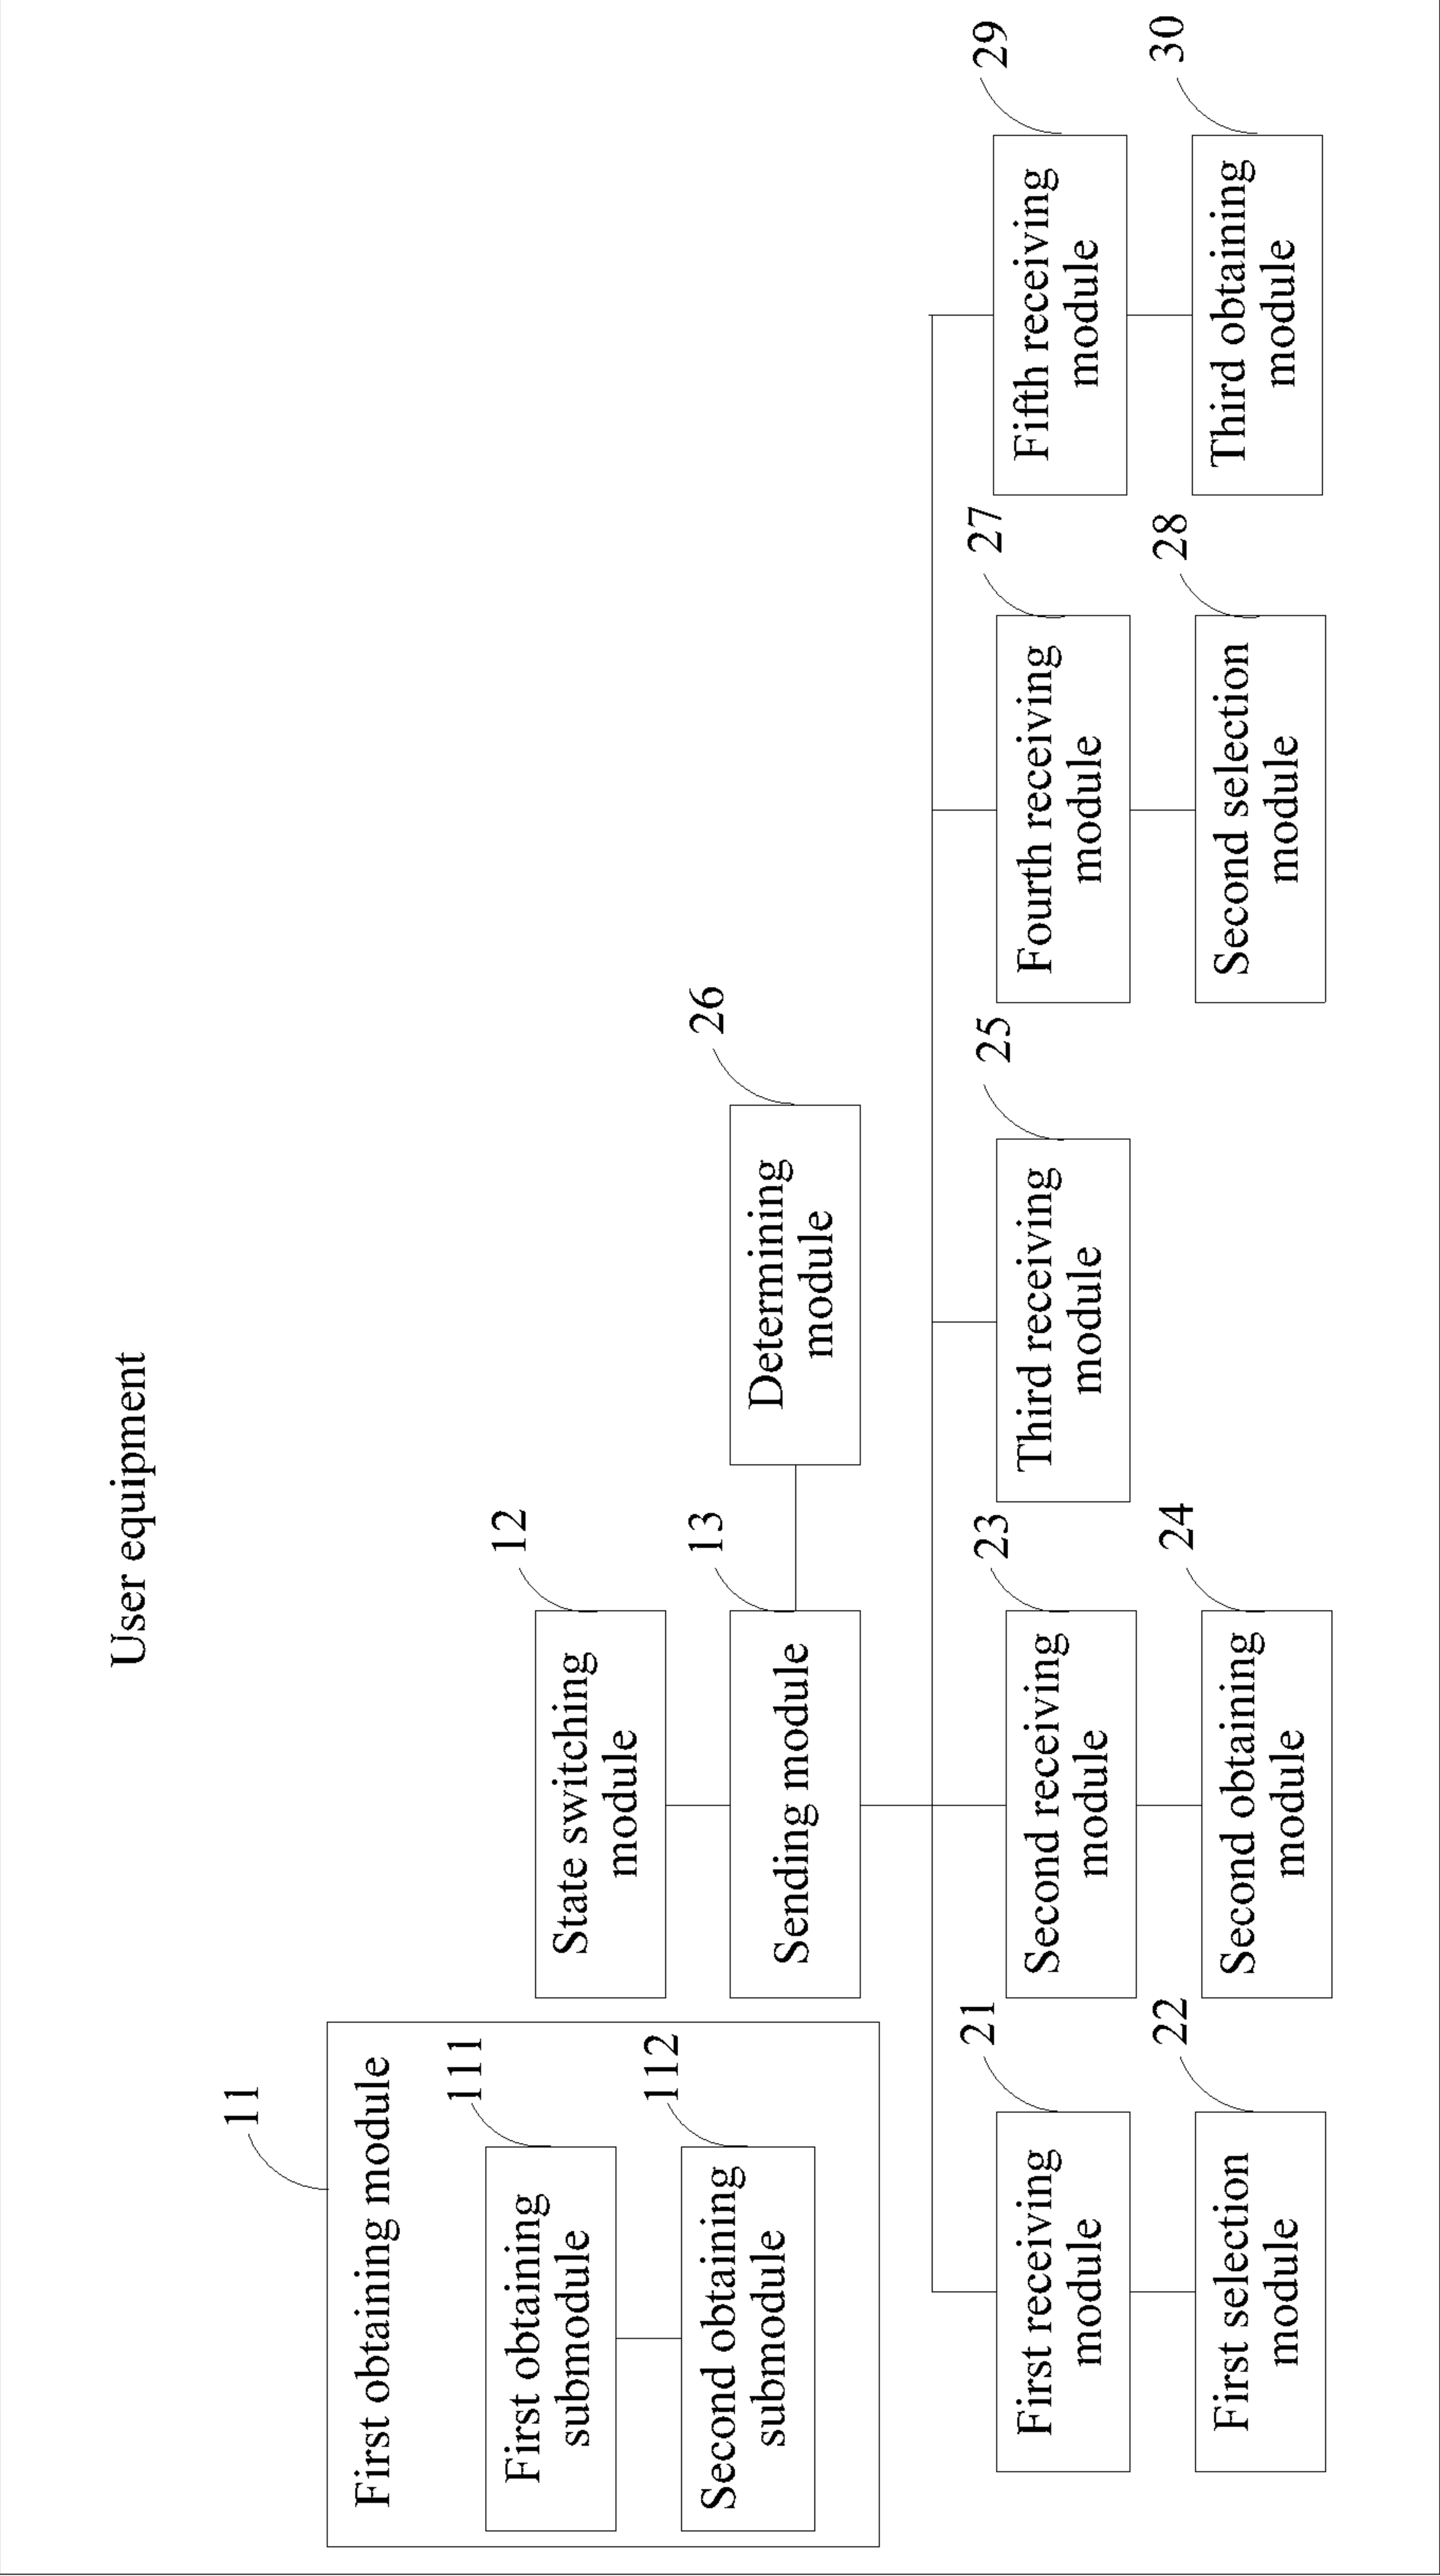 User equipment
11
First obtaining module
111
First obtaining
submodule
112
Second obtaining
submodule
12
State switching
module
13
Sending module
26
Determining
module
21
First receiving
module
22
First selection
module
23
Second receiving
module
24
Second obtaining
module
25
Third receiving
module
27
Fourth receiving
module
28
Second selection
module
29
Fifth receiving
module
30
Third obtaining
module